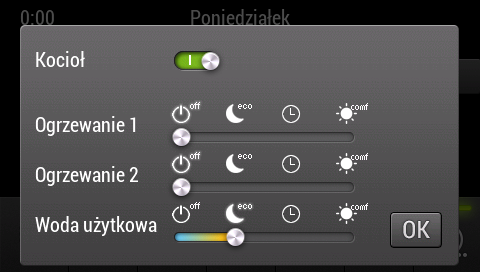 0:00 Poniedziałek
Kocioł
off eco comf
Ogrzewanie 1
off eco comf
Ogrzewanie 2
off eco comf
Woda użytkowa
OK